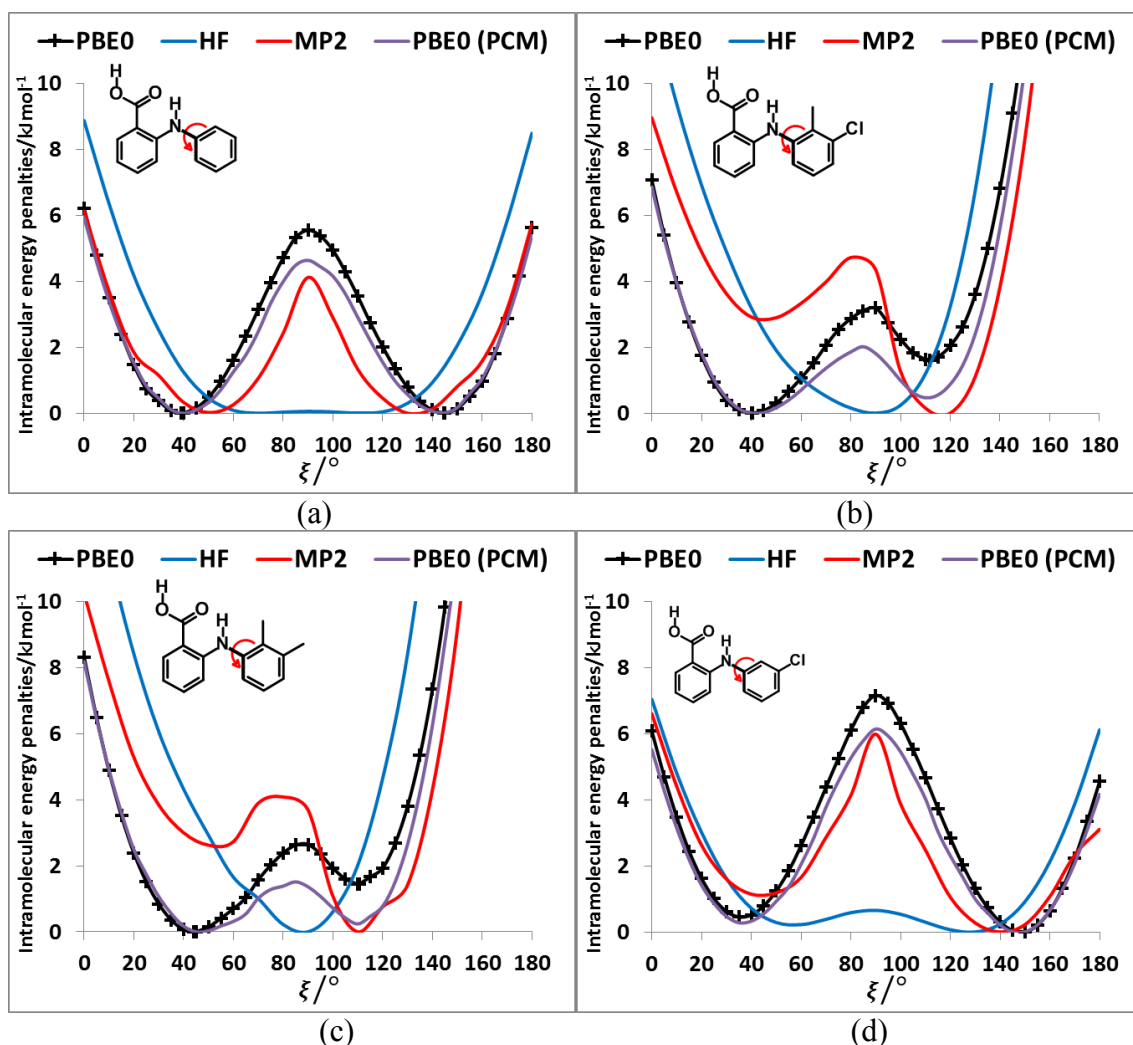 PBE0 HF MP2 PBE0 (PCM)
Intramolecular energy penalties/kJmol-1
10
8
6
4
2
0
0 20 40 60 80 100 120 140 160 180
ξ/°
H
O
O
H
N
(a)
PBE0 HF MP2 PBE0 (PCM)
Intramolecular energy penalties/kJmol-1
10
8
6
4
2
0
0 20 40 60 80 100 120 140 160 180
ξ/°
H
O
O
H
N
Cl
(b)
PBE0 HF MP2 PBE0 (PCM)
Intramolecular energy penalties/kJmol-1
10
8
6
4
2
0
0 20 40 60 80 100 120 140 160 180
ξ/°
H
O
O
H
N
(c)
PBE0 HF MP2 PBE0 (PCM)
Intramolecular energy penalties/kJmol-1
10
8
6
4
2
0
0 20 40 60 80 100 120 140 160 180
ξ/°
H
O
O
H
N
Cl
(d)